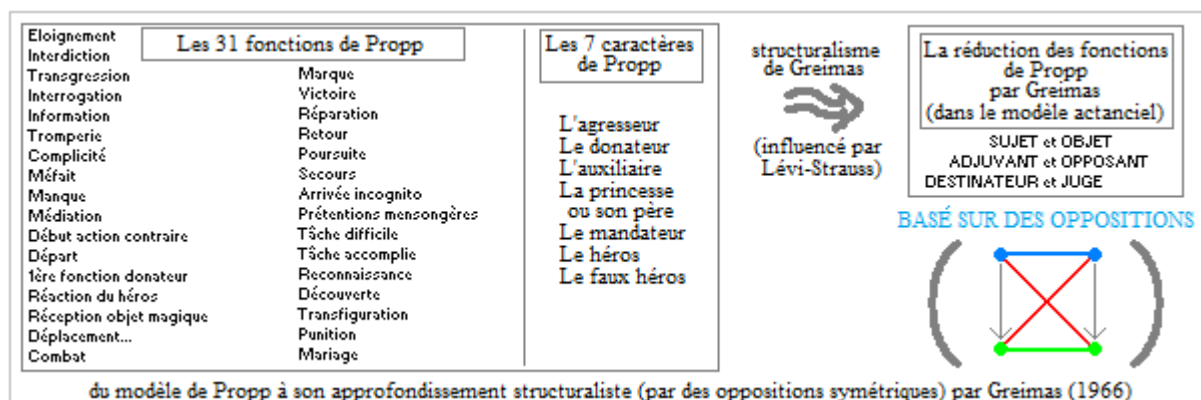 Les 31 fonctions de Propp
Eloignement
Interdiction
Transgression
Interrogation
Information
Tromperie
Complicité
Méfait
Manque
Médiation
Début action contraire
Départ
1ère fonction donateur
Réaction du héros
Réception objet magique
Déplacement...
Combat
Marque
Victoire
Réparation
Retour
Poursuite
Secours
Arrivée incognito
Prétentions mensongères
Tâche difficile
Tâche accomplie
Reconnaissance
Découverte
Transfiguration
Punition
Mariage
Les 7 caractères
de Propp
L'agresseur
Le donateur
L'auxiliaire
La princesse
ou son père
Le mandateur
Le héros
Le faux héros
structuralisme
de Greimas
(influencé par
Lévi-Strauss)
La réduction des fonctions
de Propp
par Greimas
(dans le modèle actanciel)
SUJET et OBJET
ADJUVANT et OPPOSANT
DESTINATEUR et JUGE
BASÉ SUR DES OPPOSITIONS
du modèle de Propp à son approfondissement structuraliste (par des oppositions symétriques) par Greimas (1966)